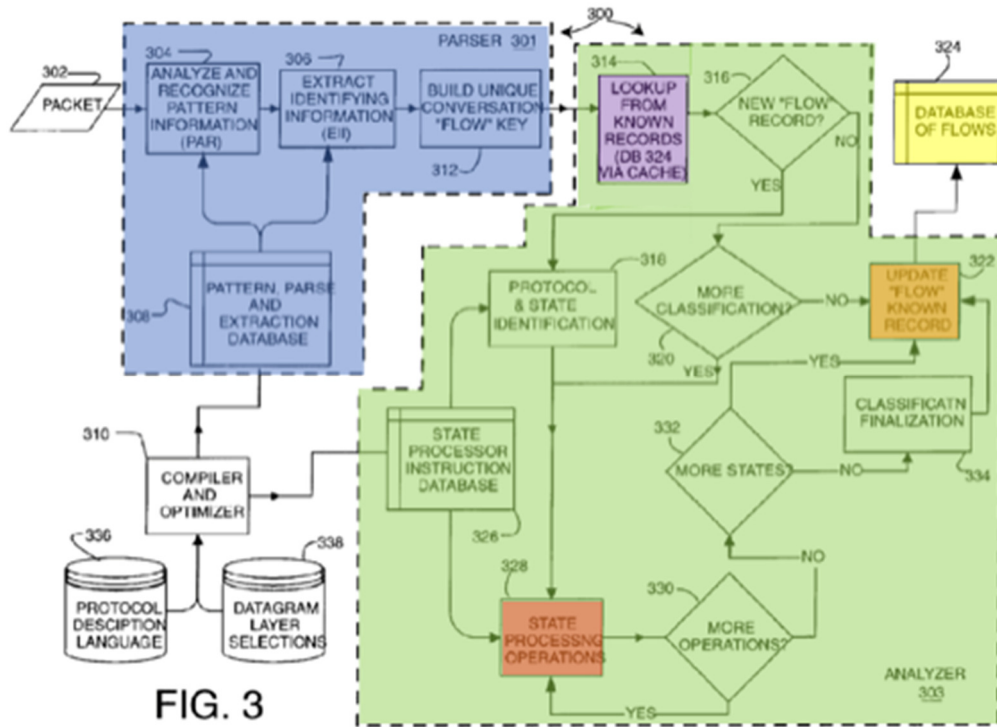 300
PARSER 301
302
PACKET
304
ANALYZE AND
RECOGNIZE
PATTERN
INFORMATION
(PAR)
306
EXTRACT
IDENTIFYING
INFORMATION
(EII)
BUILD UNIQUE
CONVERSATION
"FLOW" KEY
312
314
LOOKUP
FROM
KNOWN
RECORDS
(DB 324
VIA CACHE)
316
NEW "FLOW"
RECORD?
NO
YES
324
DATABASE
OF FLOWS
308
PATTERN, PARSE
AND
EXTRACTION
DATABASE
318
PROTOCOL
& STATE
IDENTIFICATION
MORE
CLASSIFICATION?
320
NO
YES
322
UPDATE
"FLOW"
KNOWN
RECORD
YES
CLASSIFICATN
FINALIZATION
334
310
COMPILER
AND
OPTIMIZER
STATE
PROCESSOR
INSTRUCTION
DATABASE
326
332
MORE STATES?
NO
336
PROTOCOL
DESCIPTION
LANGUAGE
338
DATAGRAM
LAYER
SELECTIONS
328
STATE
PROCESSNG
OPERATIONS
330
MORE
OPERATIONS?
NO
YES
ANALYZER
303
FIG. 3